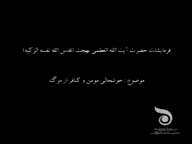 فرمایشات حضرت آیت الله العظمی بهجت (قدس الله نفسه الزکیه)
موضوع: خوشحالی مومن و کافر از مرگ